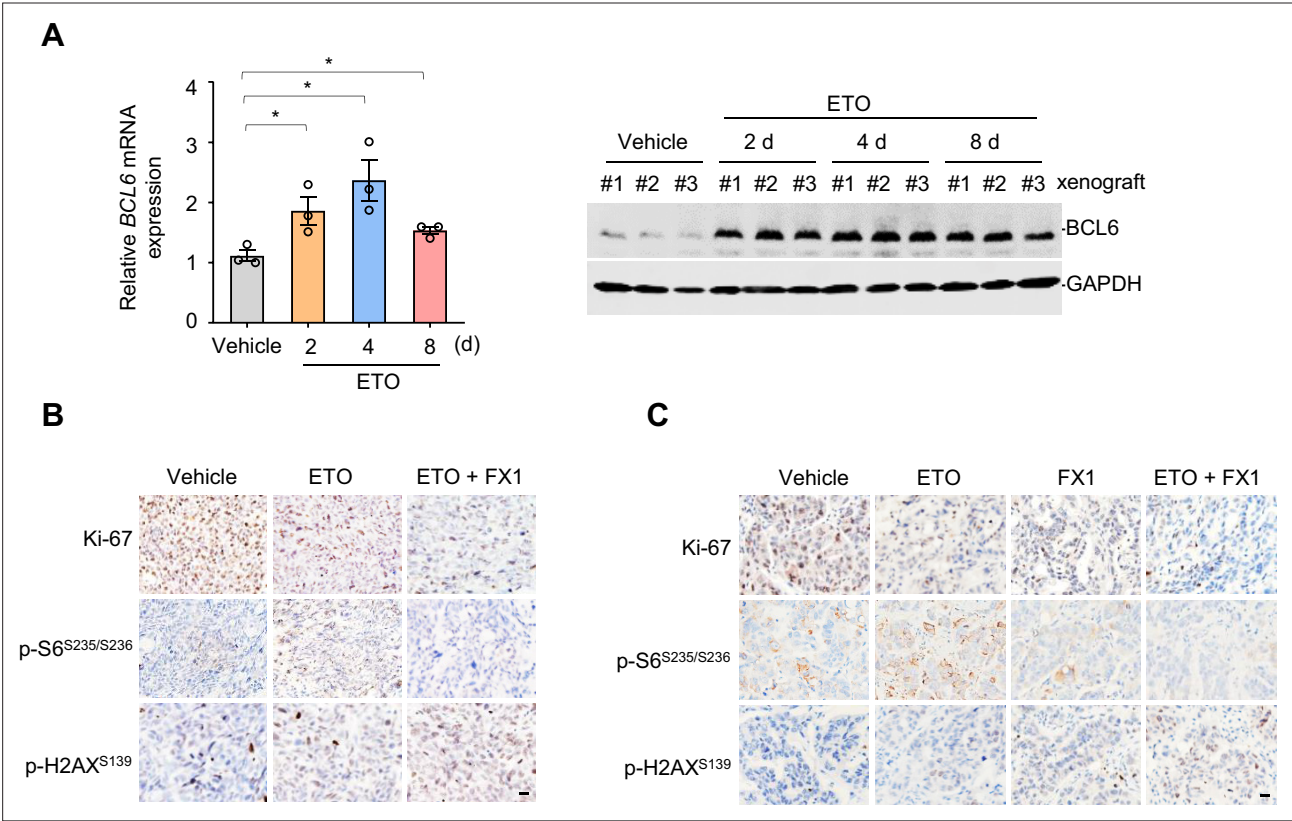 A
Relative BCL6 mRNA
expression
4
3
2
1
0
*
*
*
Vehicle 2 4 8 (d)
ETO
ETO
Vehicle 2 d 4 d 8 d
#1 #2 #3 #1 #2 #3 #1 #2 #3 #1 #2 #3 xenograft
-BCL6
-GAPDH
B
Vehicle ETO ETO + FX1
Ki-67
p-S6S235/S236
p-H2AXS139
C
Vehicle ETO FX1 ETO + FX1
Ki-67
p-S6S235/S236
p-H2AXS139